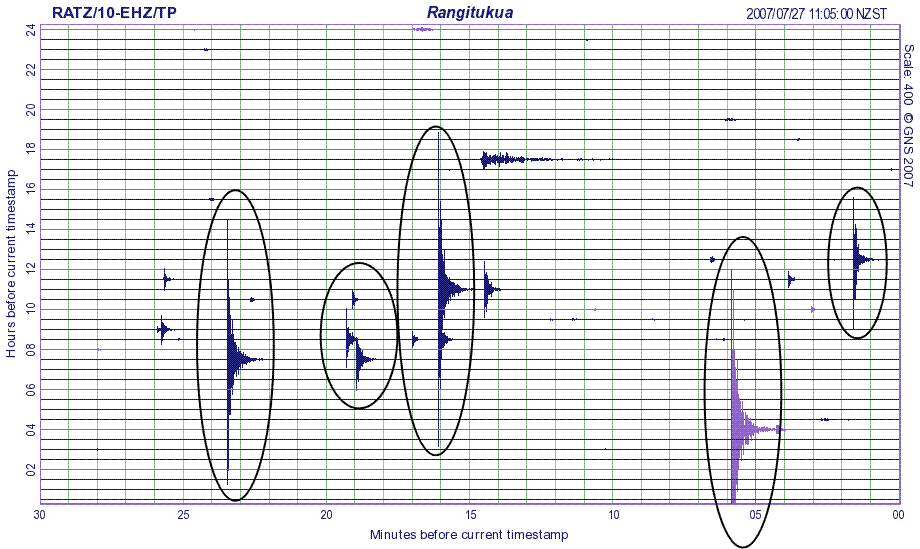 RATZ/10-EHZ/TP Rangitukua 2007/07/27 11:05:00 NZST
24
22
20
18
16
14
12
10
08
06
04
02
Hours before current timestamp
Scale: 400 © GNS 2007
30 25 20 15 10 05 00
Minutes before current timestamp